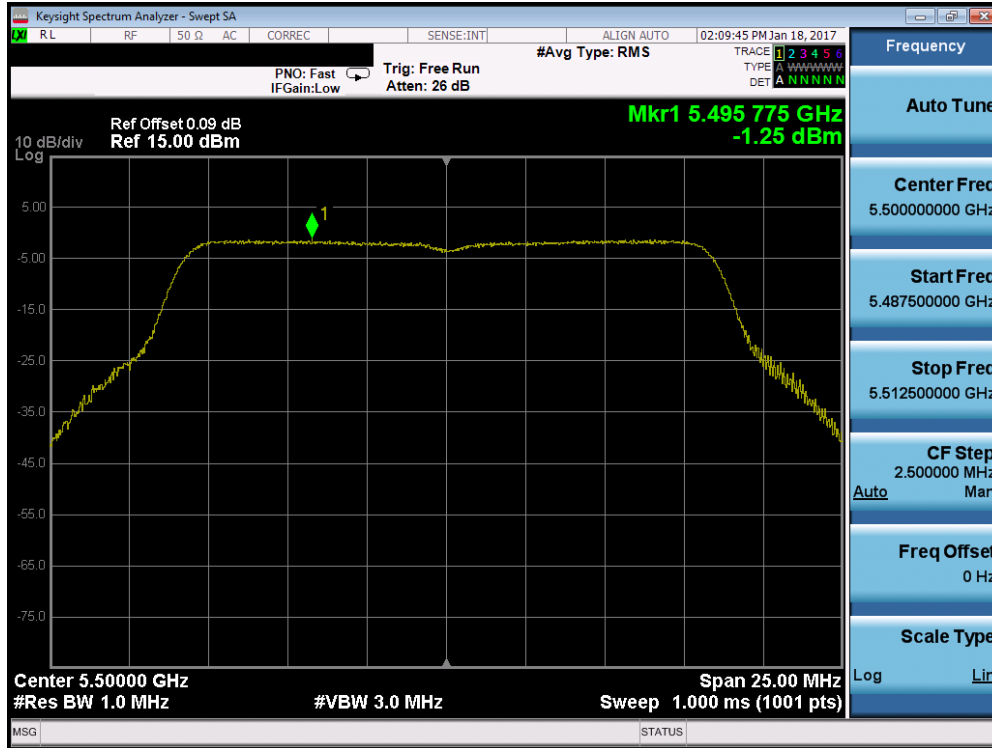 Keysight Spectrum Analyzer - Swept SA
LXI RL RF 50 Ω AC CORREC SENSE:INT ALIGN AUTO 02:09:45 PM Jan 18, 2017
#Avg Type: RMS
TRACE 1 2 3 4 5 6
TYPE A WWWWW
DET A N N N N N
PNO: Fast
IFGain:Low
Trig: Free Run
Atten: 26 dB
Mkr1 5.495 775 GHz
-1.25 dBm
Ref Offset 0.09 dB
10 dB/div Ref 15.00 dBm
Log
1
5.00
-5.00
-15.0
-25.0
-35.0
-45.0
-55.0
-65.0
-75.0
Center 5.50000 GHz Span 25.00 MHz
#Res BW 1.0 MHz #VBW 3.0 MHz Sweep 1.000 ms (1001 pts)
MSG STATUS
Frequency
Auto Tune
Center Freq
5.500000000 GHz
Start Freq
5.487500000 GHz
Stop Freq
5.512500000 GHz
CF Step
2.500000 MHz
Auto Man
Freq Offset
0 Hz
Scale Type
Log Lin